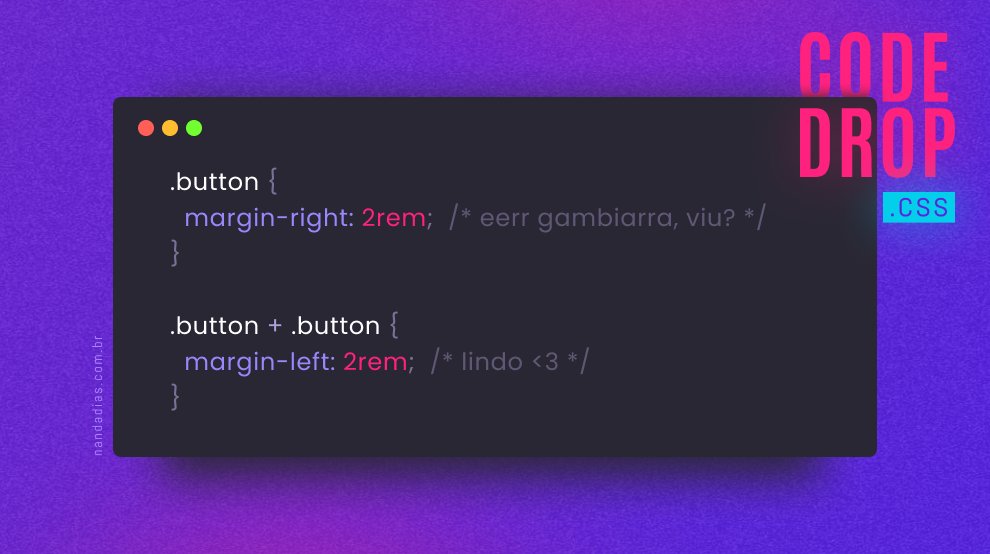 CODE
DROP
.CSS
.button {
margin-right: 2rem; /* eerr gambiarra, viu? */
}
.button + .button {
margin-left: 2rem; /* lindo <3 */
}
nandadias.com.br